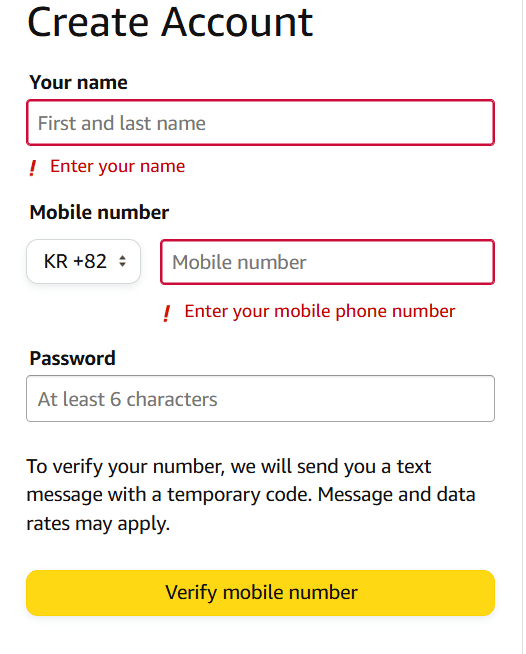 Create Account
Your name
First and last name
! Enter your name
Mobile number
KR +82 Mobile number
! Enter your mobile phone number
Password
At least 6 characters
To verify your number, we will send you a text
message with a temporary code. Message and data
rates may apply.
Verify mobile number